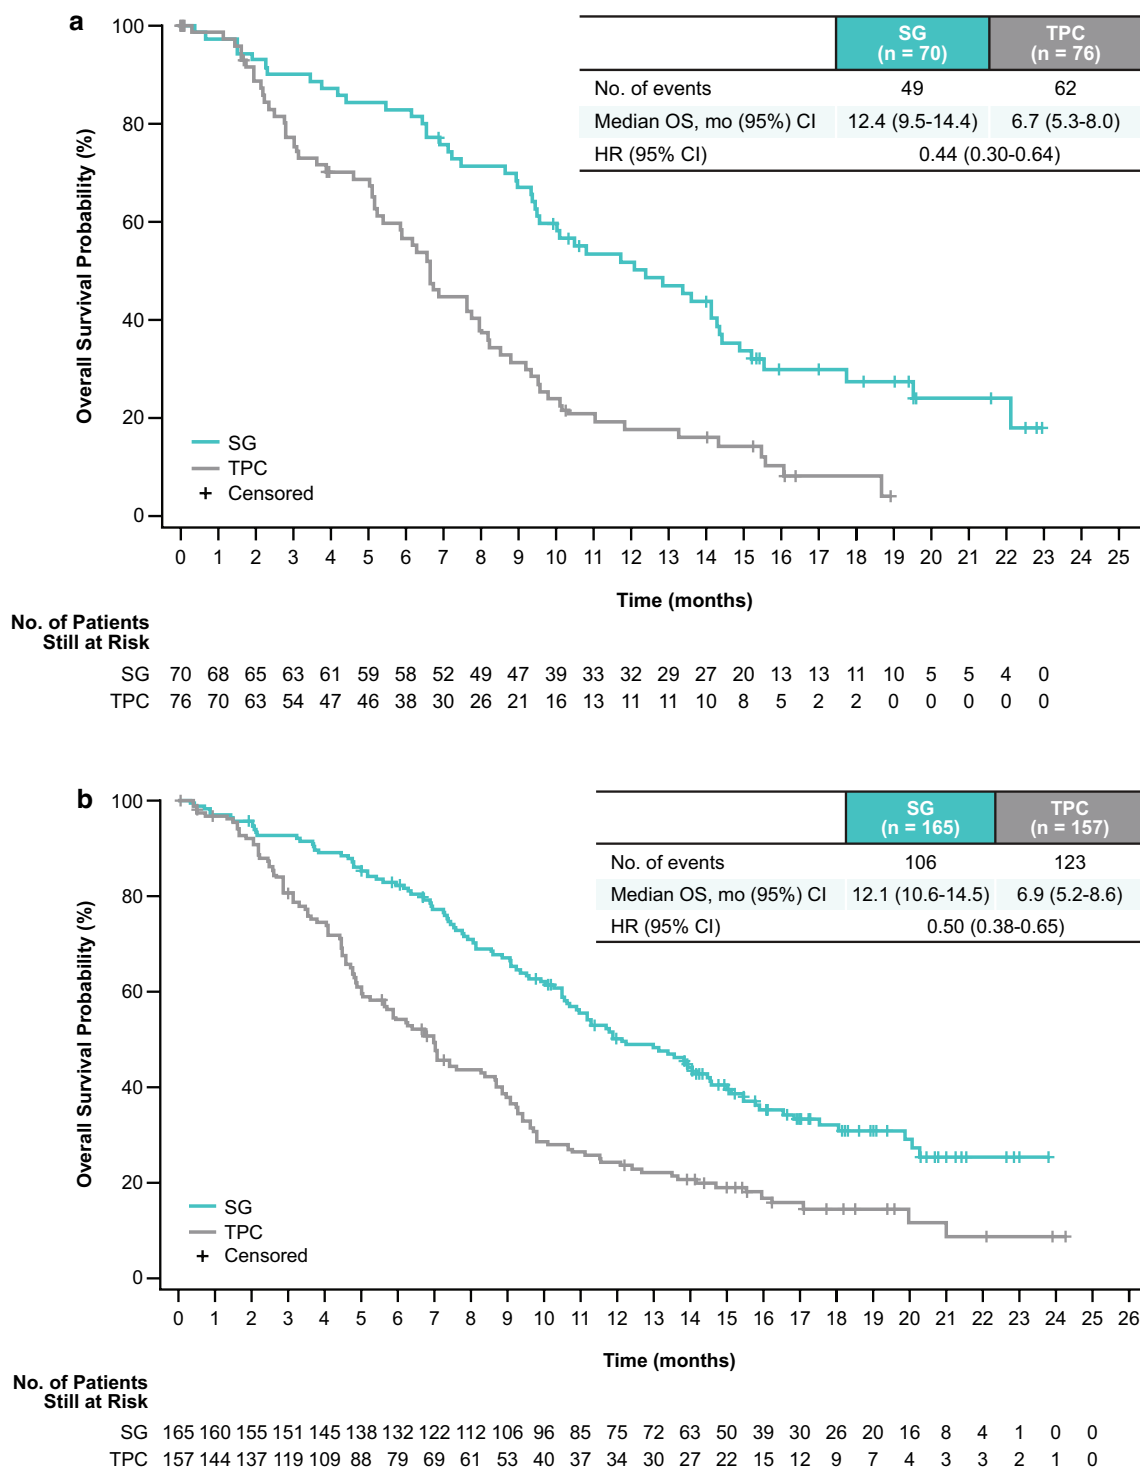 a
SG (n = 70) TPC (n = 76)
No. of events 49 62
Median OS, mo (95%) CI 12.4 (9.5-14.4) 6.7 (5.3-8.0)
HR (95% CI) 0.44 (0.30-0.64)
Overall Survival Probability (%)
100
80
60
40
20
0
SG
TPC
+ Censored
0 1 2 3 4 5 6 7 8 9 10 11 12 13 14 15 16 17 18 19 20 21 22 23 24 25
Time (months)
No. of Patients
Still at Risk
SG 70 68 65 63 61 59 58 52 49 47 39 33 32 29 27 20 13 13 11 10 5 5 4 0
TPC 76 70 63 54 47 46 38 30 26 21 16 13 11 11 10 8 5 2 2 0 0 0 0 0
b
SG (n = 165) TPC (n = 157)
No. of events 106 123
Median OS, mo (95%) CI 12.1 (10.6-14.5) 6.9 (5.2-8.6)
HR (95% CI) 0.50 (0.38-0.65)
Overall Survival Probability (%)
100
80
60
40
20
0
SG
TPC
+ Censored
0 1 2 3 4 5 6 7 8 9 10 11 12 13 14 15 16 17 18 19 20 21 22 23 24 25 26
Time (months)
No. of Patients
Still at Risk
SG 165 160 155 151 145 138 132 122 112 106 96 85 75 72 63 50 39 30 26 20 16 8 4 1 0 0
TPC 157 144 137 119 109 88 79 69 61 53 40 37 34 30 27 22 15 12 9 7 4 3 3 2 1 0